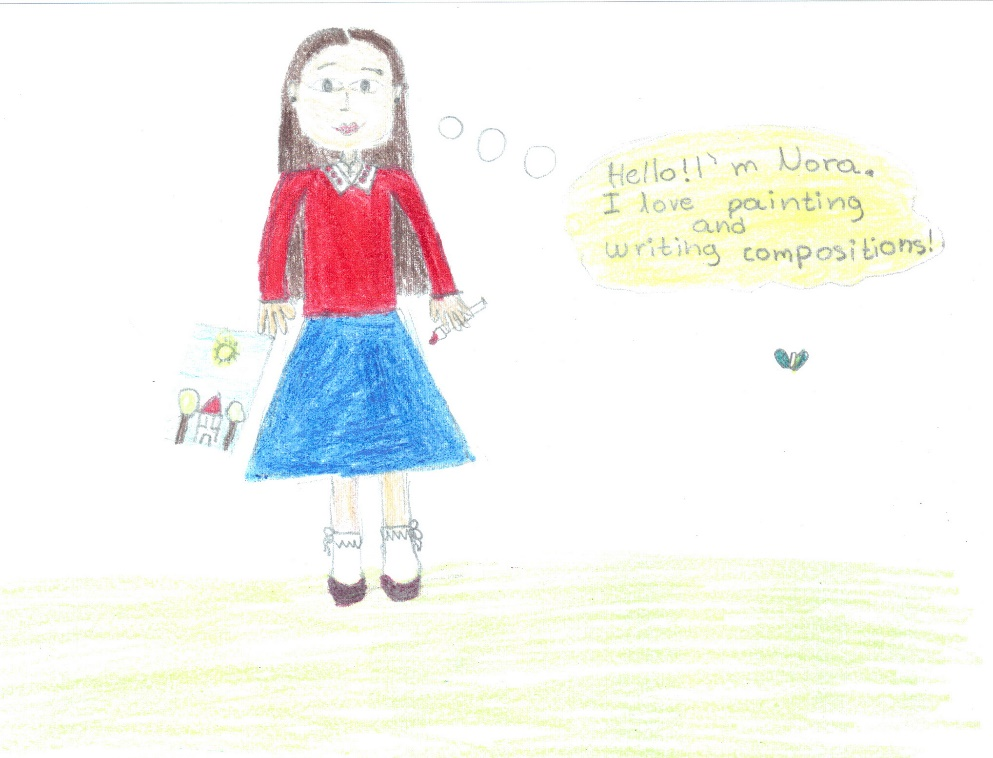 Hello!I`m Nora.
I love painting
and
writing compositions!